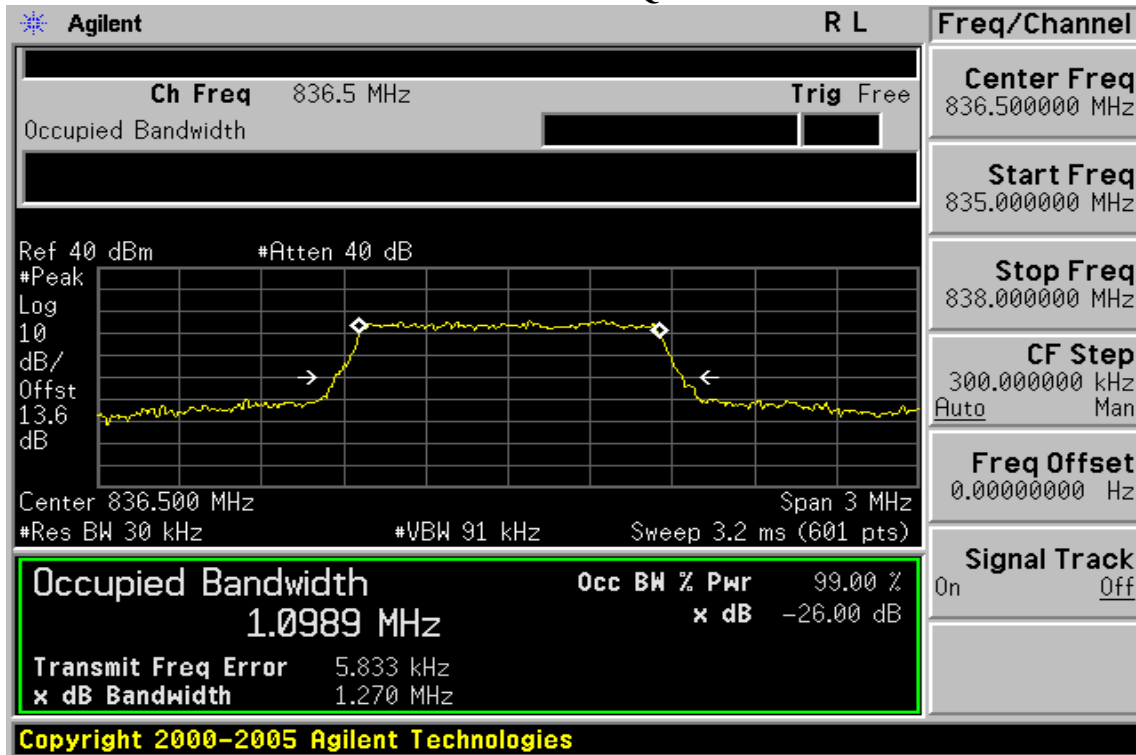 Agilent R L Freq/Channel
Ch Freq 836.5 MHz Trig Free
Occupied Bandwidth
Center Freq
836.500000 MHz
Start Freq
835.000000 MHz
Stop Freq
838.000000 MHz
CF Step
300.000000 kHz
Auto Man
Freq Offset
0.00000000 Hz
Signal Track
On Off
Ref 40 dBm #Atten 40 dB
#Peak
Log
10
dB/
Offst
13.6
dB
Center 836.500 MHz Span 3 MHz
#Res BW 30 kHz #VBW 91 kHz Sweep 3.2 ms (601 pts)
Occupied Bandwidth Occ BW % Pwr 99.00 %
1.0989 MHz x dB -26.00 dB
Transmit Freq Error 5.833 kHz
x dB Bandwidth 1.270 MHz
Copyright 2000-2005 Agilent Technologies